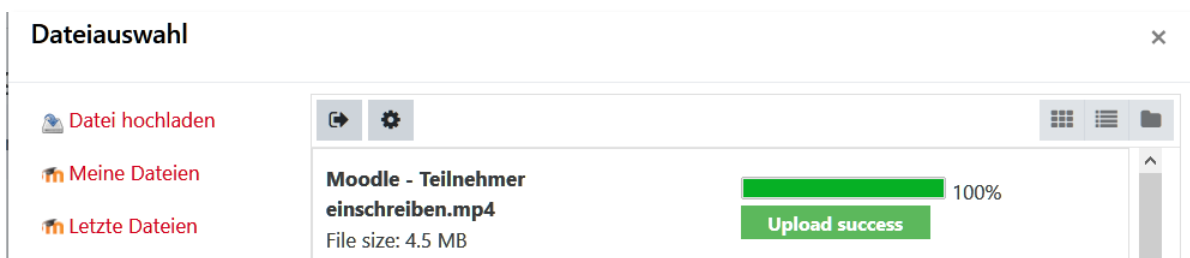 Dateiauswahl
×
Datei hochladen
Meine Dateien
Letzte Dateien
Moodle - Teilnehmer
einschreiben.mp4
File size: 4.5 MB
100%
Upload success